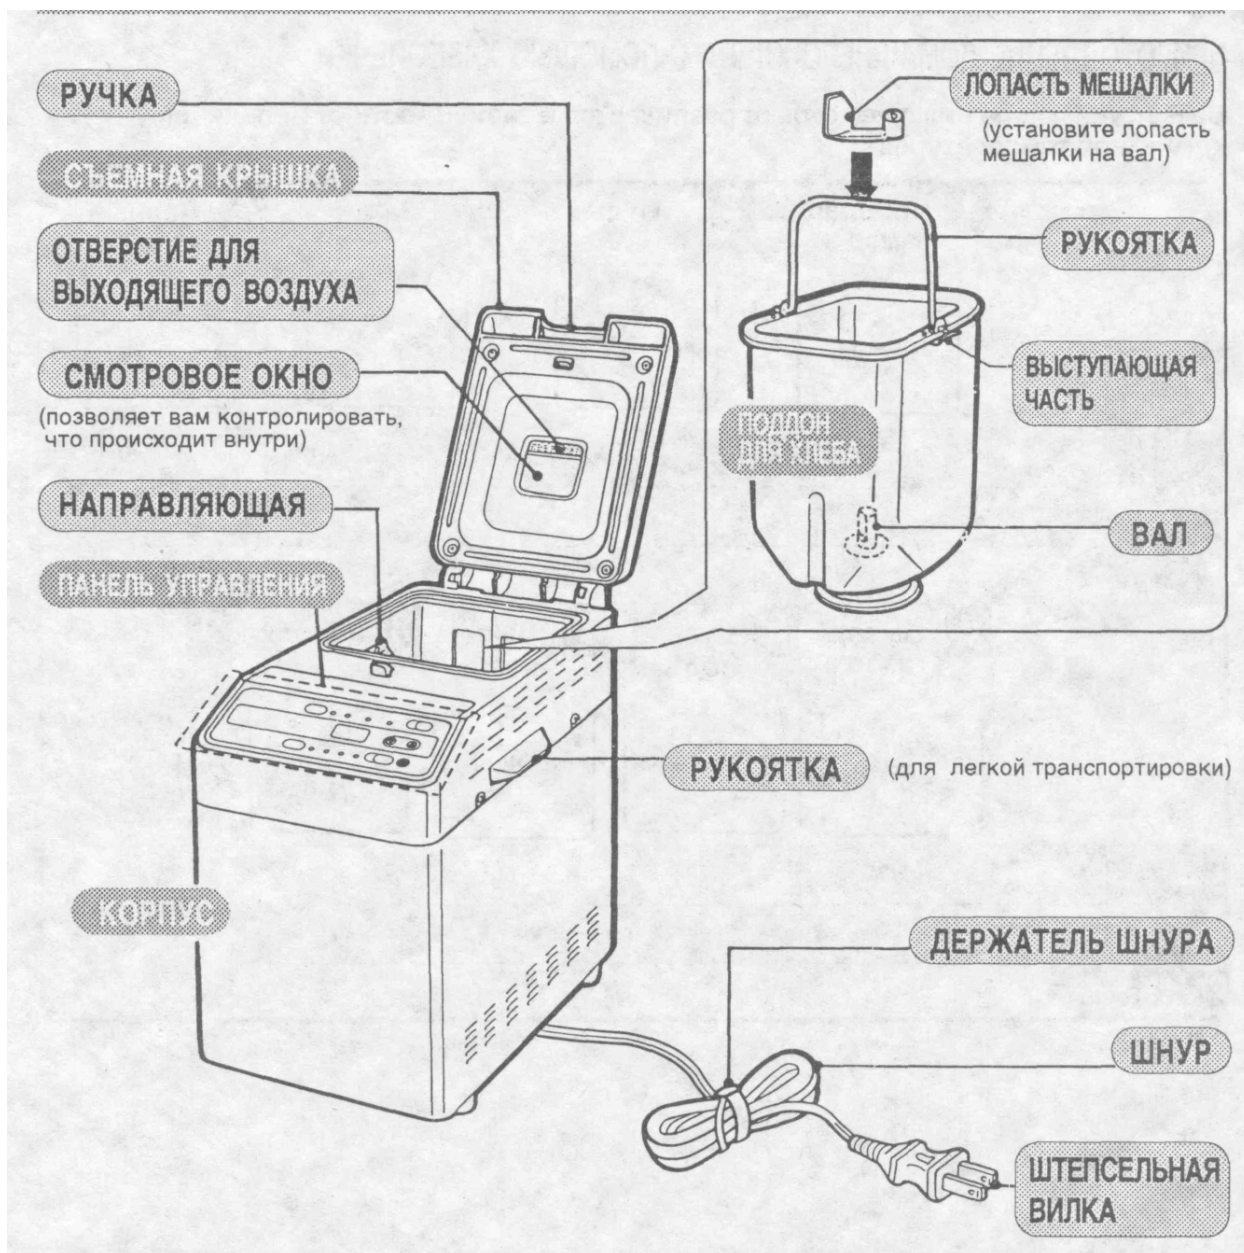 РУЧКА
СЪЕМНАЯ КРЫШКА
ОТВЕРСТИЕ ДЛЯ
ВЫХОДЯЩЕГО ВОЗДУХА
СМОТРОВОЕ ОКНО
(позволяет вам контролировать,
что происходит внутри)
НАПРАВЛЯЮЩАЯ
ПАНЕЛЬ УПРАВЛЕНИЯ
КОРПУС
ЛОПАСТЬ МЕШАЛКИ
(установите лопасть
мешалки на вал)
РУКОЯТКА
ВЫСТУПАЮЩАЯ
ЧАСТЬ
ПОДДОН
ДЛЯ ХЛЕБА
ВАЛ
РУКОЯТКА (для легкой транспортировки)
ДЕРЖАТЕЛЬ ШНУРА
ШНУР
ШТЕПСЕЛЬНАЯ
ВИЛКА